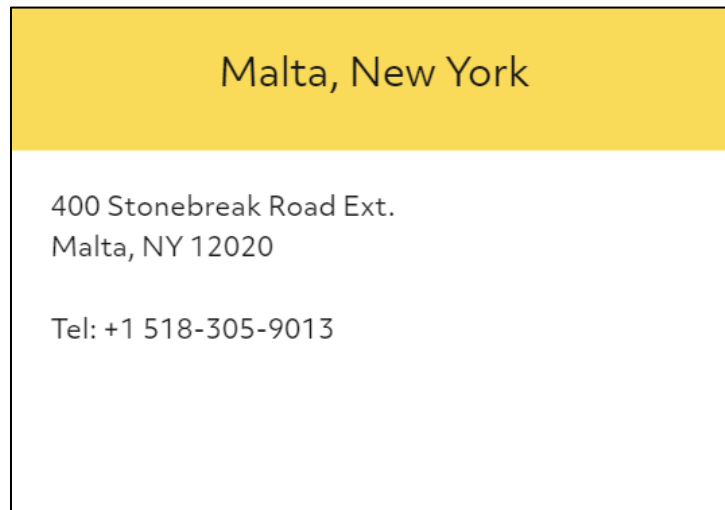 Malta, New York
400 Stonebreak Road Ext.
Malta, NY 12020
Tel: +1 518-305-9013